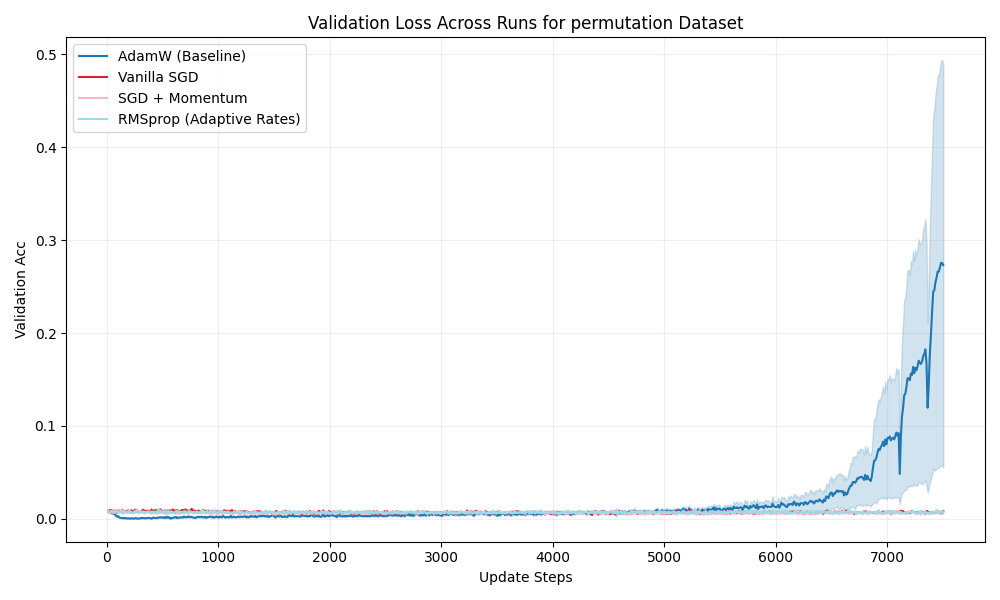 Validation Loss Across Runs for permutation Dataset
AdamW (Baseline)
Vanilla SGD
SGD + Momentum
RMSprop (Adaptive Rates)
Validation Acc
0.5
0.4
0.3
0.2
0.1
0.0
0 1000 2000 3000 4000 5000 6000 7000
Update Steps